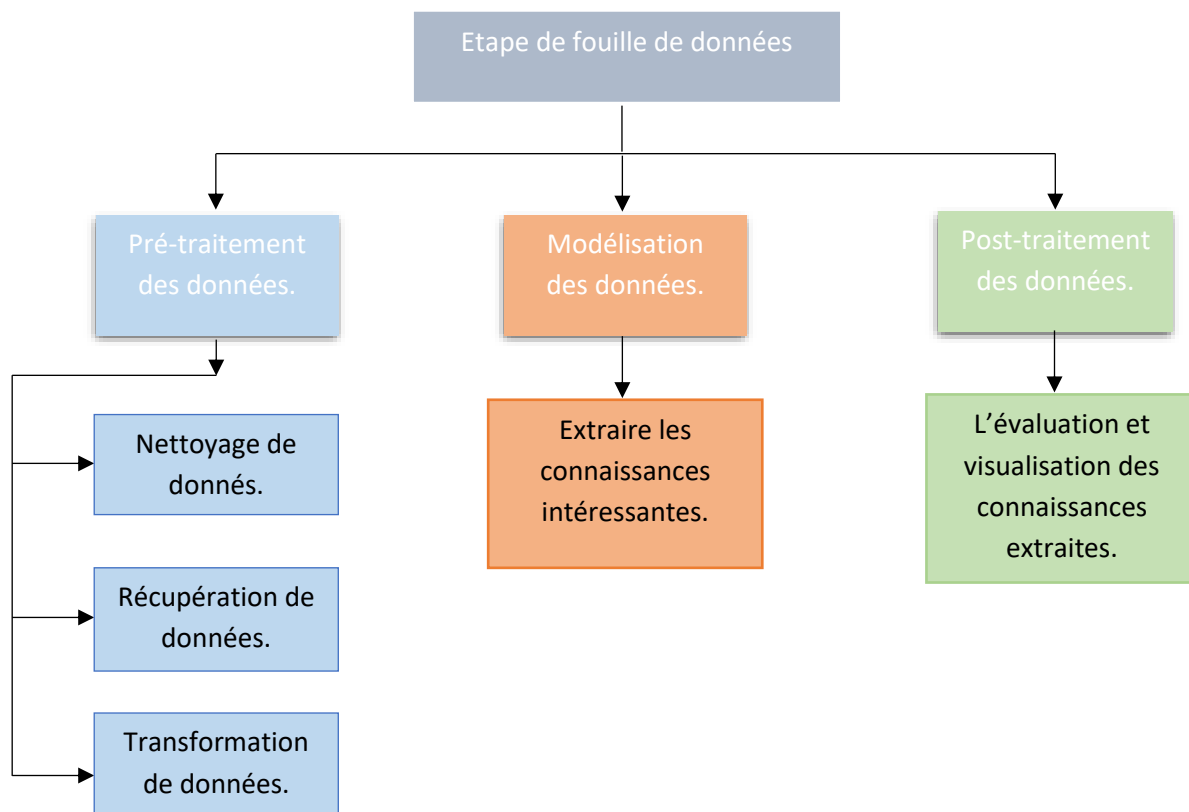 Etape de fouille de données
Pré-traitement
des données.
Modélisation
des données.
Post-traitement
des données.
Nettoyage de
donnés.
Récupération de
données.
Transformation
de données.
Extraire les
connaissances
intéressantes.
L’évaluation et
visualisation des
connaissances
extraites.